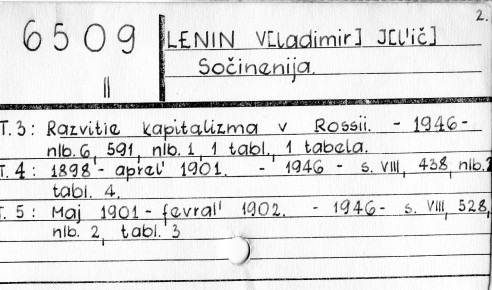 2.
6509 LENIN V[ladimir] J[l'ič]
II Sočinenija.
T. 3: Razvitie kapitalizma v Rossii. - 1946 -
nlb. 6, 591, nlb. 1, 1 tabl., 1 tabela.
T. 4: 1898 - aprel' 1901. - 1946 - s. VIII, 438, nlb. 2
tabl. 4.
T. 5: Maj 1901 - fevral' 1902. - 1946 - s. VIII, 528,
nlb. 2, tabl. 3